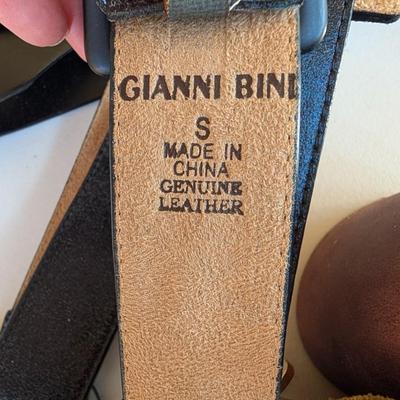 GIANNI BINI
S
MADE IN
CHINA
GENUINE
LEATHER